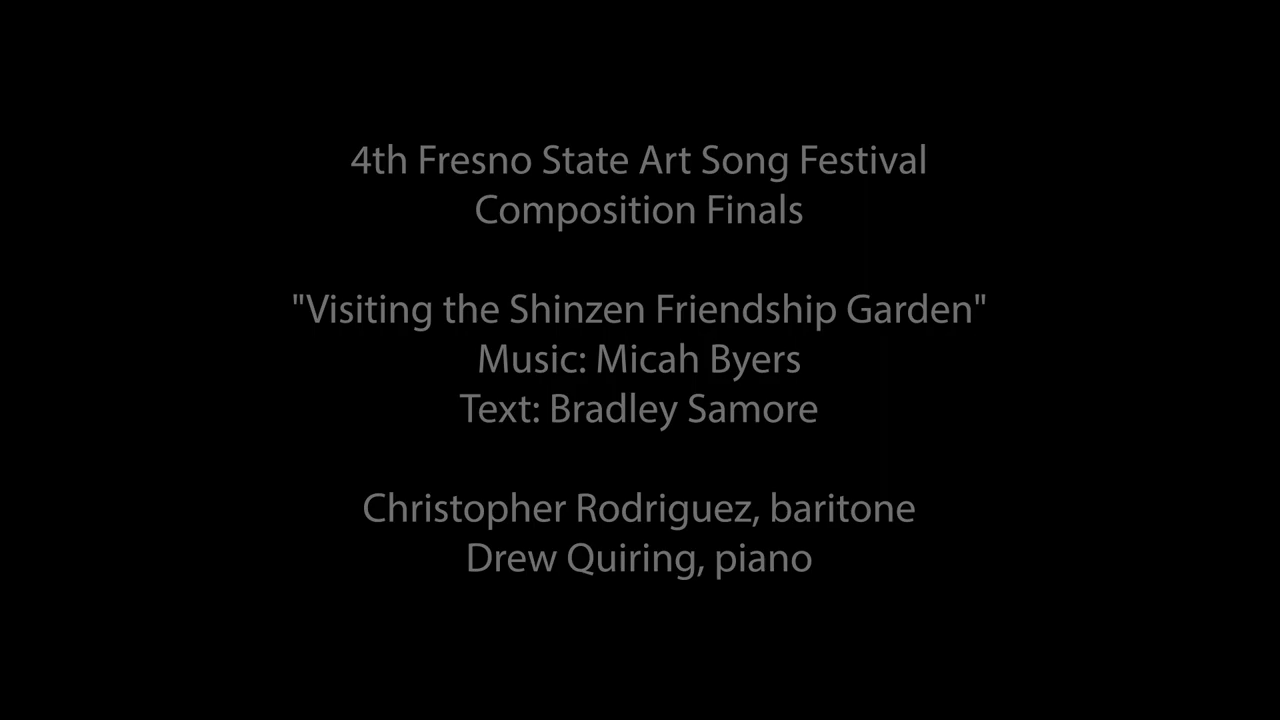 4th Fresno State Art Song Festival
Composition Finals
"Visiting the Shinzen Friendship Garden"
Music: Micah Byers
Text: Bradley Samore
Christopher Rodriguez, baritone
Drew Quiring, piano